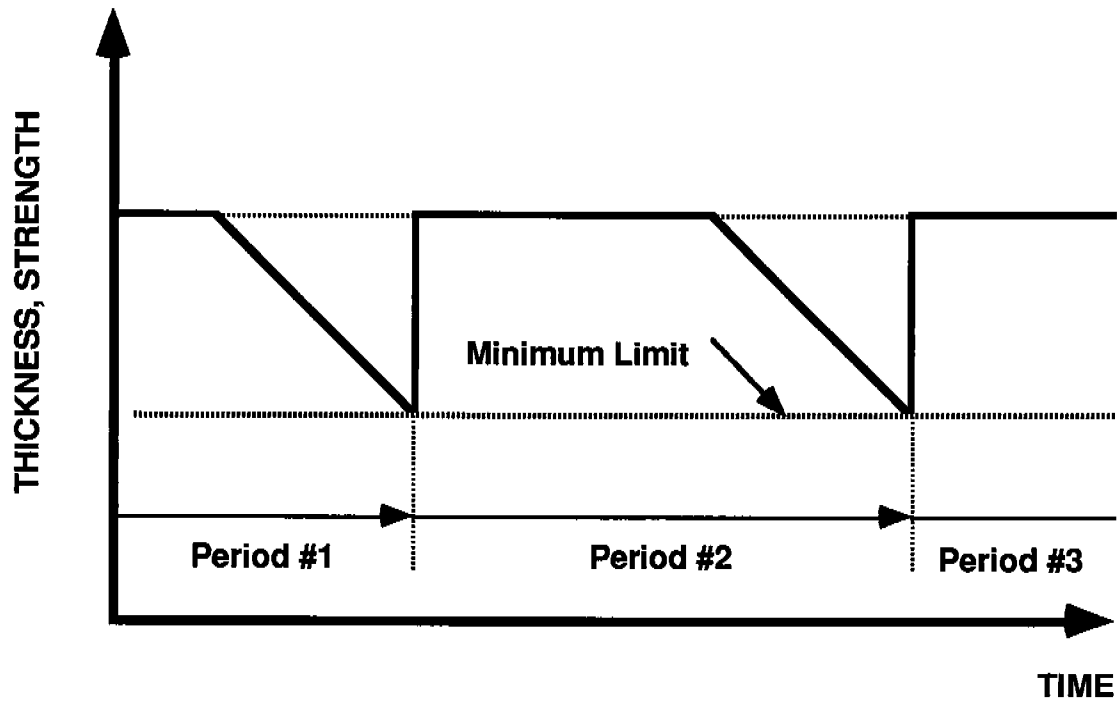 THICKNESS, STRENGTH
Minimum Limit
Period #1
Period #2
Period #3
TIME